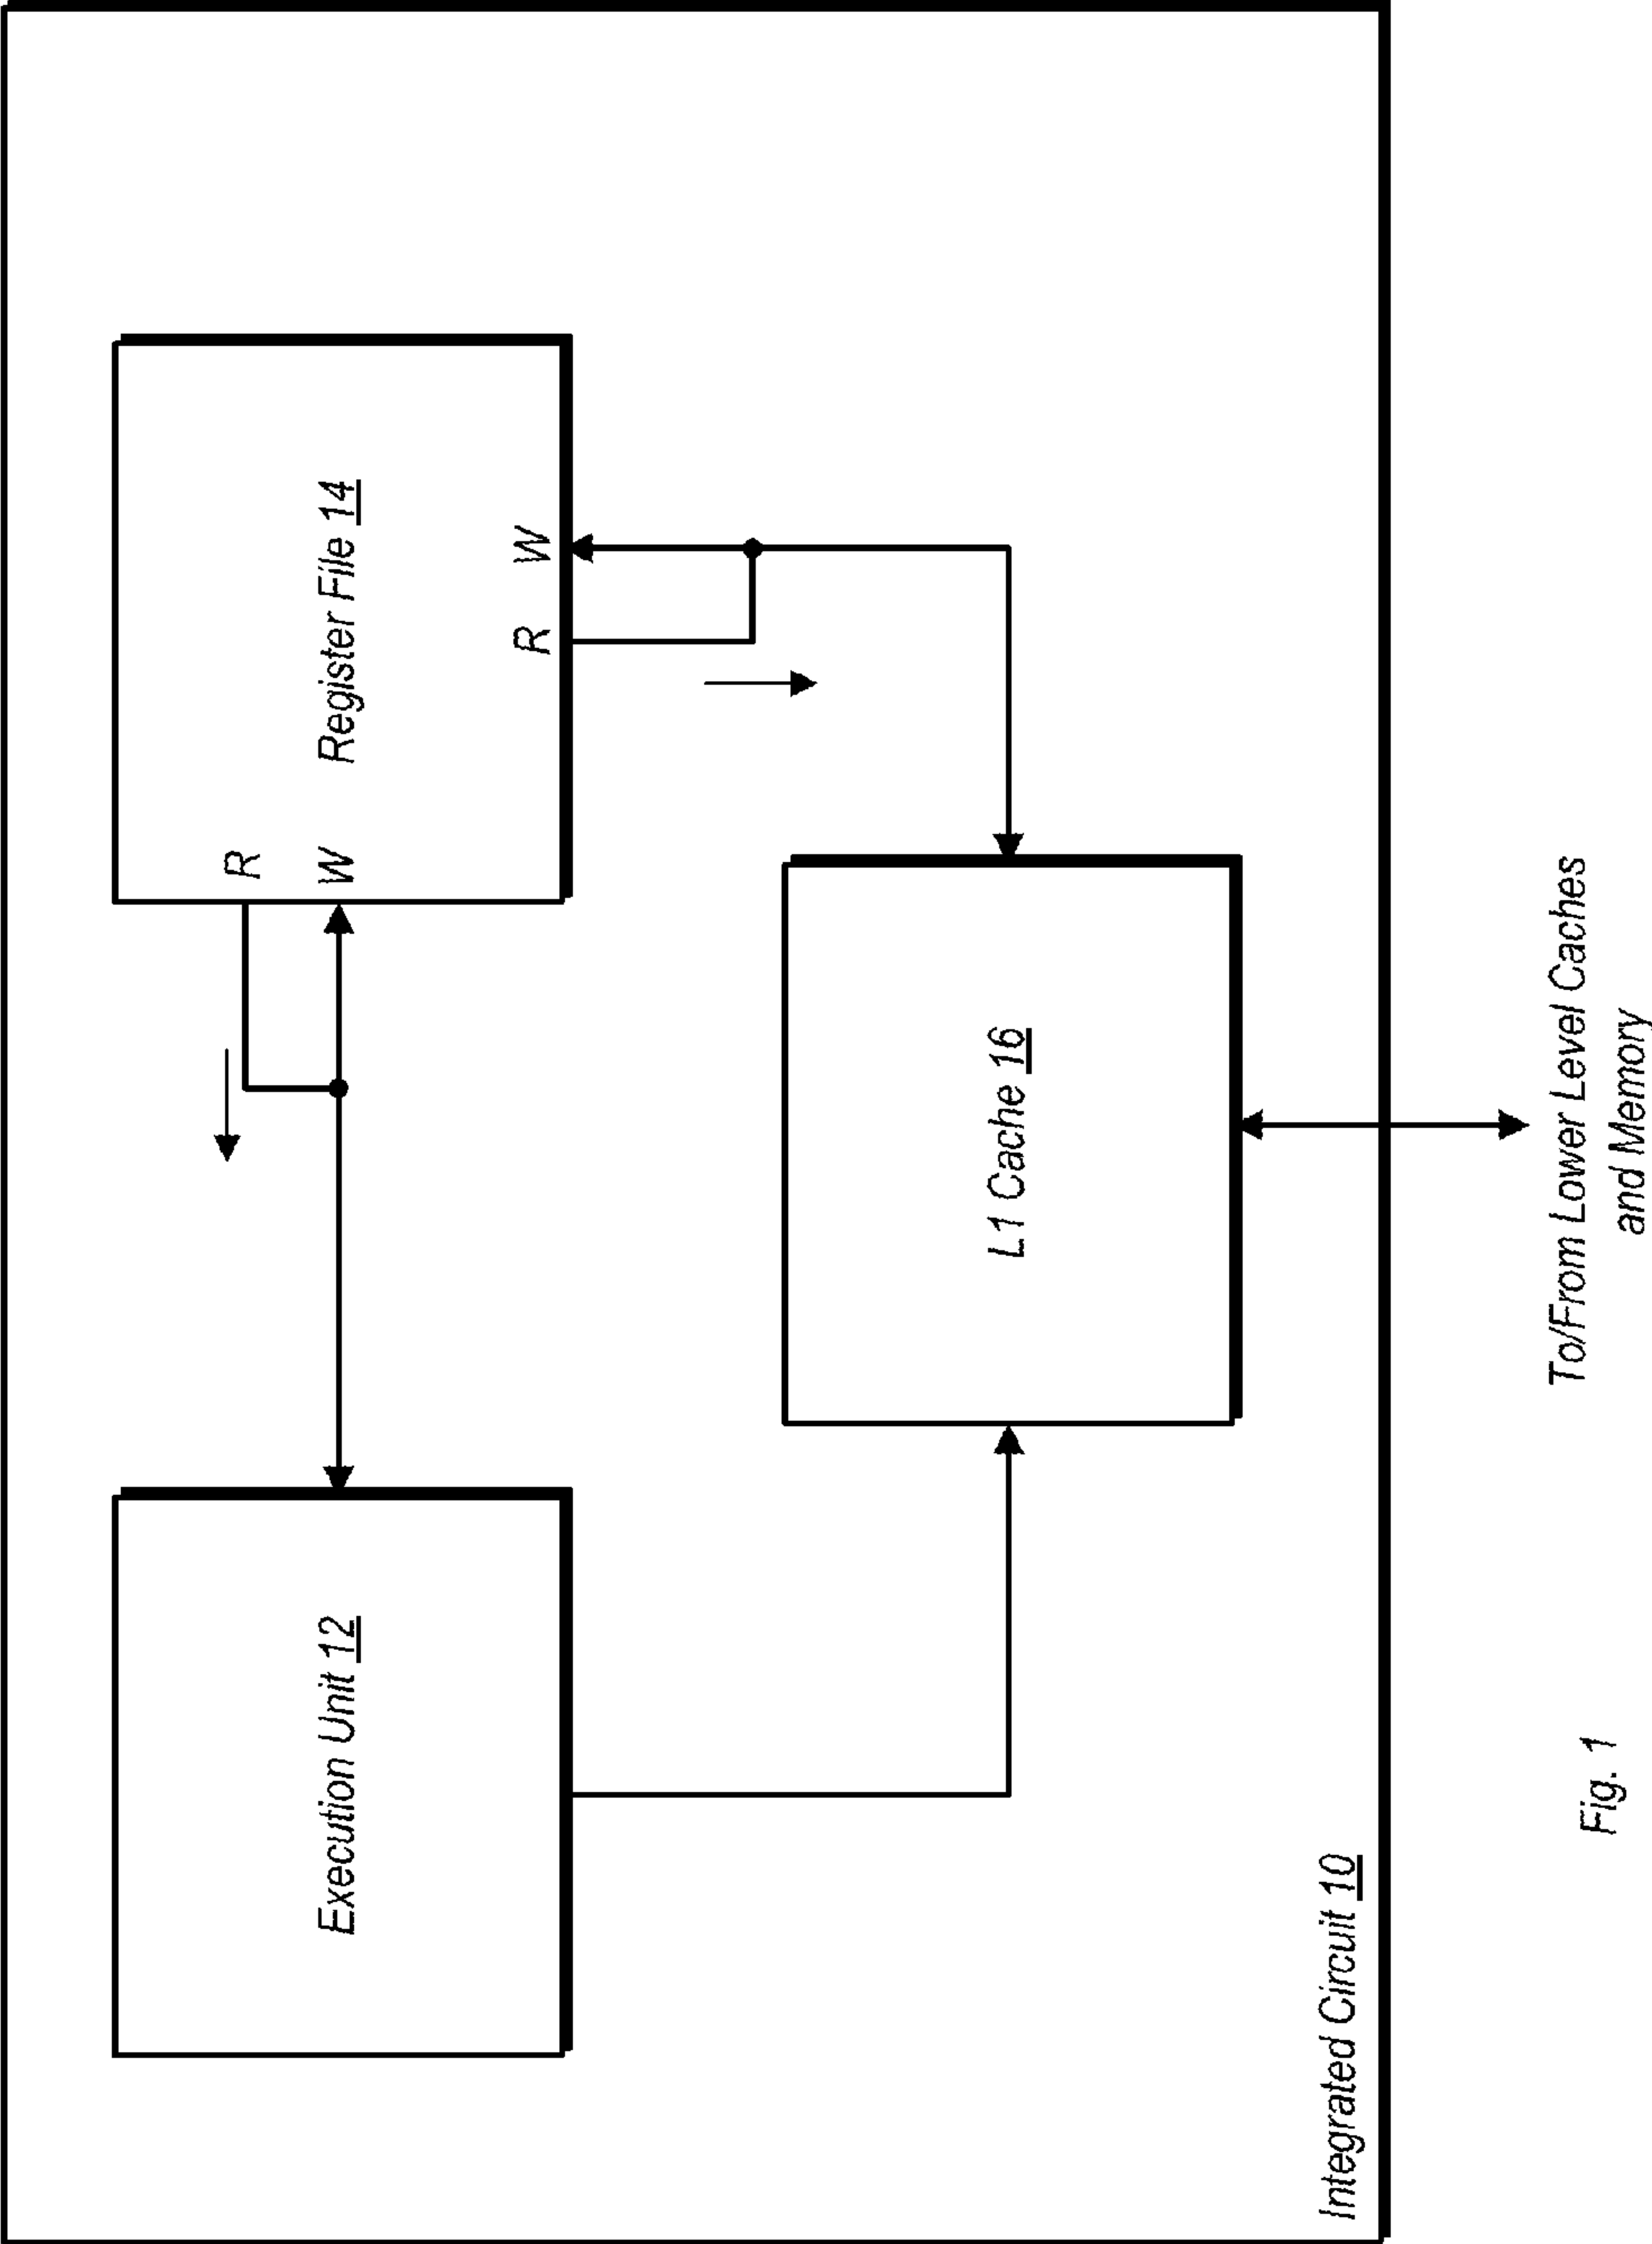 Execution Unit 12
R
W
Register File 14
R
W
L1 Cache 16
Integrated Circuit 10
To/From Lower Level Caches
and Memory
Fig. 1